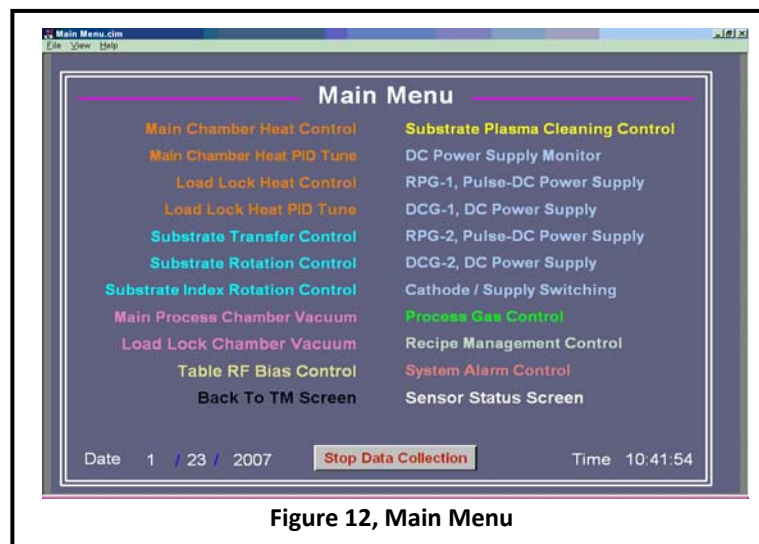 Main Menu.cim
File View Help
Main Menu
Main Chamber Heat Control
Main Chamber Heat PID Tune
Load Lock Heat Control
Load Lock Heat PID Tune
Substrate Transfer Control
Substrate Rotation Control
Substrate Index Rotation Control
Main Process Chamber Vacuum
Load Lock Chamber Vacuum
Table RF Bias Control
Back To TM Screen
Substrate Plasma Cleaning Control
DC Power Supply Monitor
RPG-1, Pulse-DC Power Supply
DCG-1, DC Power Supply
RPG-2, Pulse-DC Power Supply
DCG-2, DC Power Supply
Cathode / Supply Switching
Process Gas Control
Recipe Management Control
System Alarm Control
Sensor Status Screen
Date 1 / 23 / 2007 Stop Data Collection Time 10:41:54
Figure 12, Main Menu